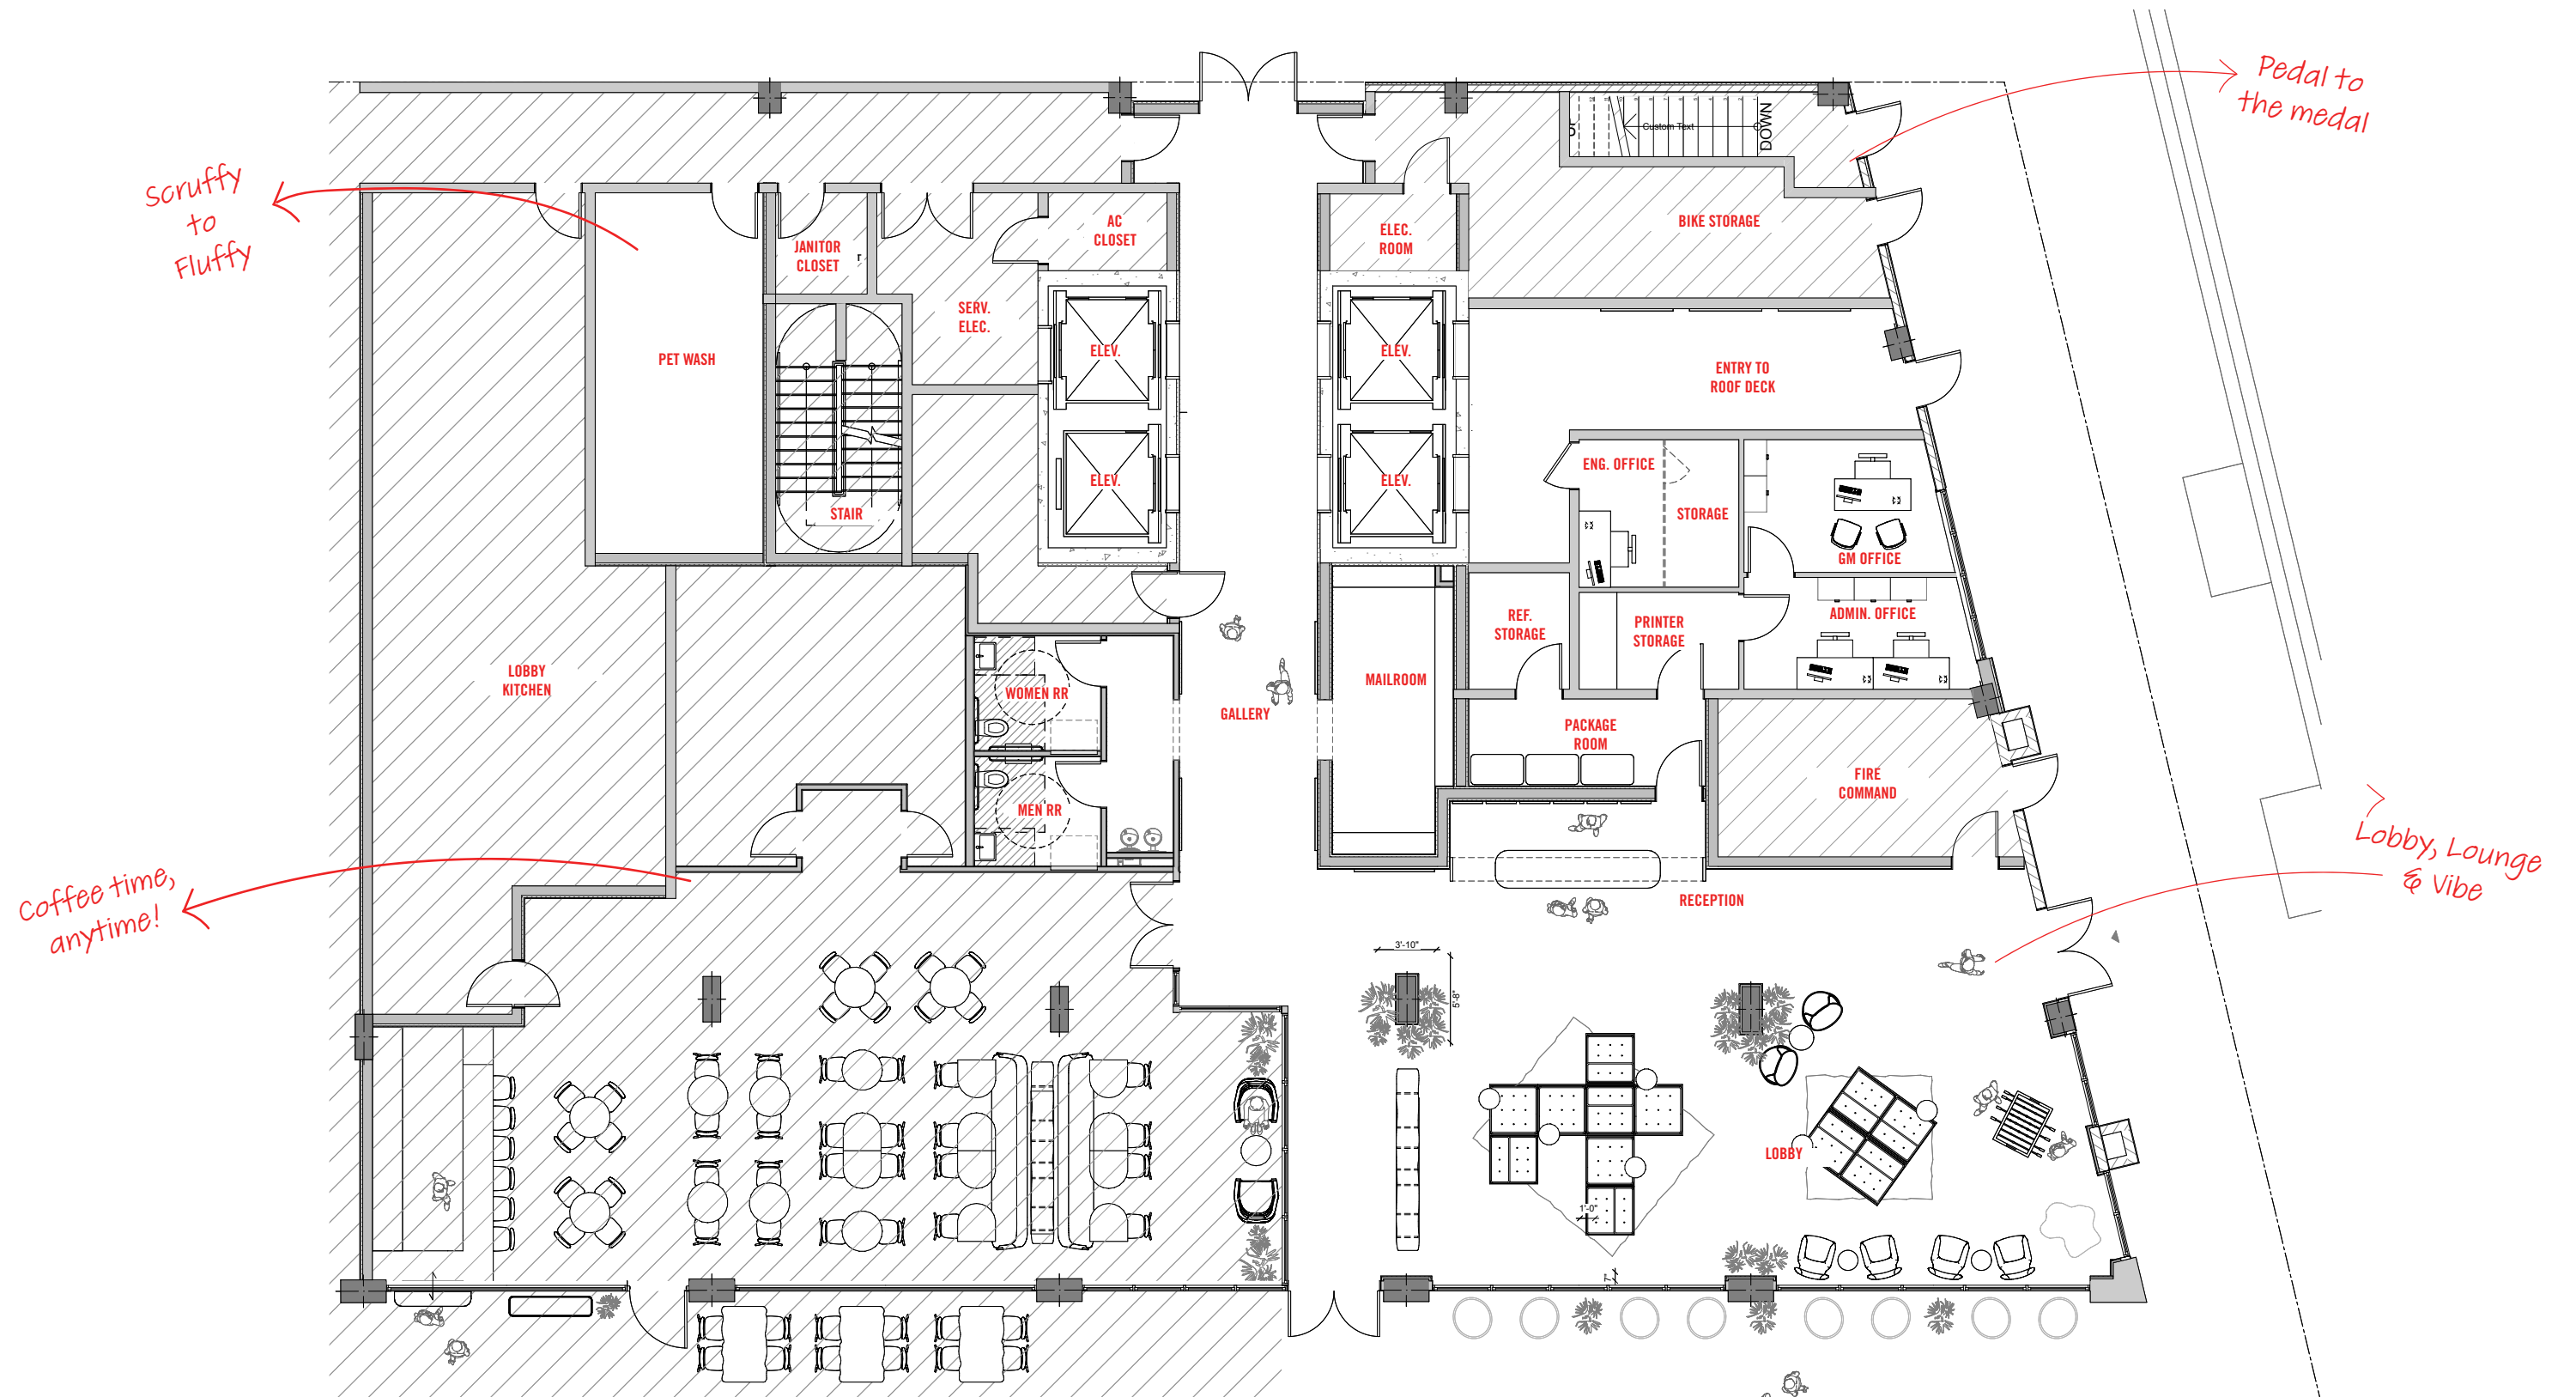 Pedal to
the medal
DOWN
Custom Text
Scruffy
to
Fluffy
AC
CLOSET
JANITOR
CLOSET
r
ELEC.
ROOM
BIKE STORAGE
SERV.
ELEC.
PET WASH
ELEV.
ELEV.
ENTRY TO
ROOF DECK
ELEV.
ELEV.
ENG. OFFICE
STORAGE
STAIR
GM OFFICE
ADMIN. OFFICE
REF.
STORAGE
PRINTER
STORAGE
LOBBY
KITCHEN
WOMEN RR
MAILROOM
GALLERY
PACKAGE
ROOM
FIRE
COMMAND
MEN RR
Lobby, Lounge
& Vibe
Coffee time,
anytime!
RECEPTION
3'-10"
5'-8"
LOBBY
1'-0"
7"